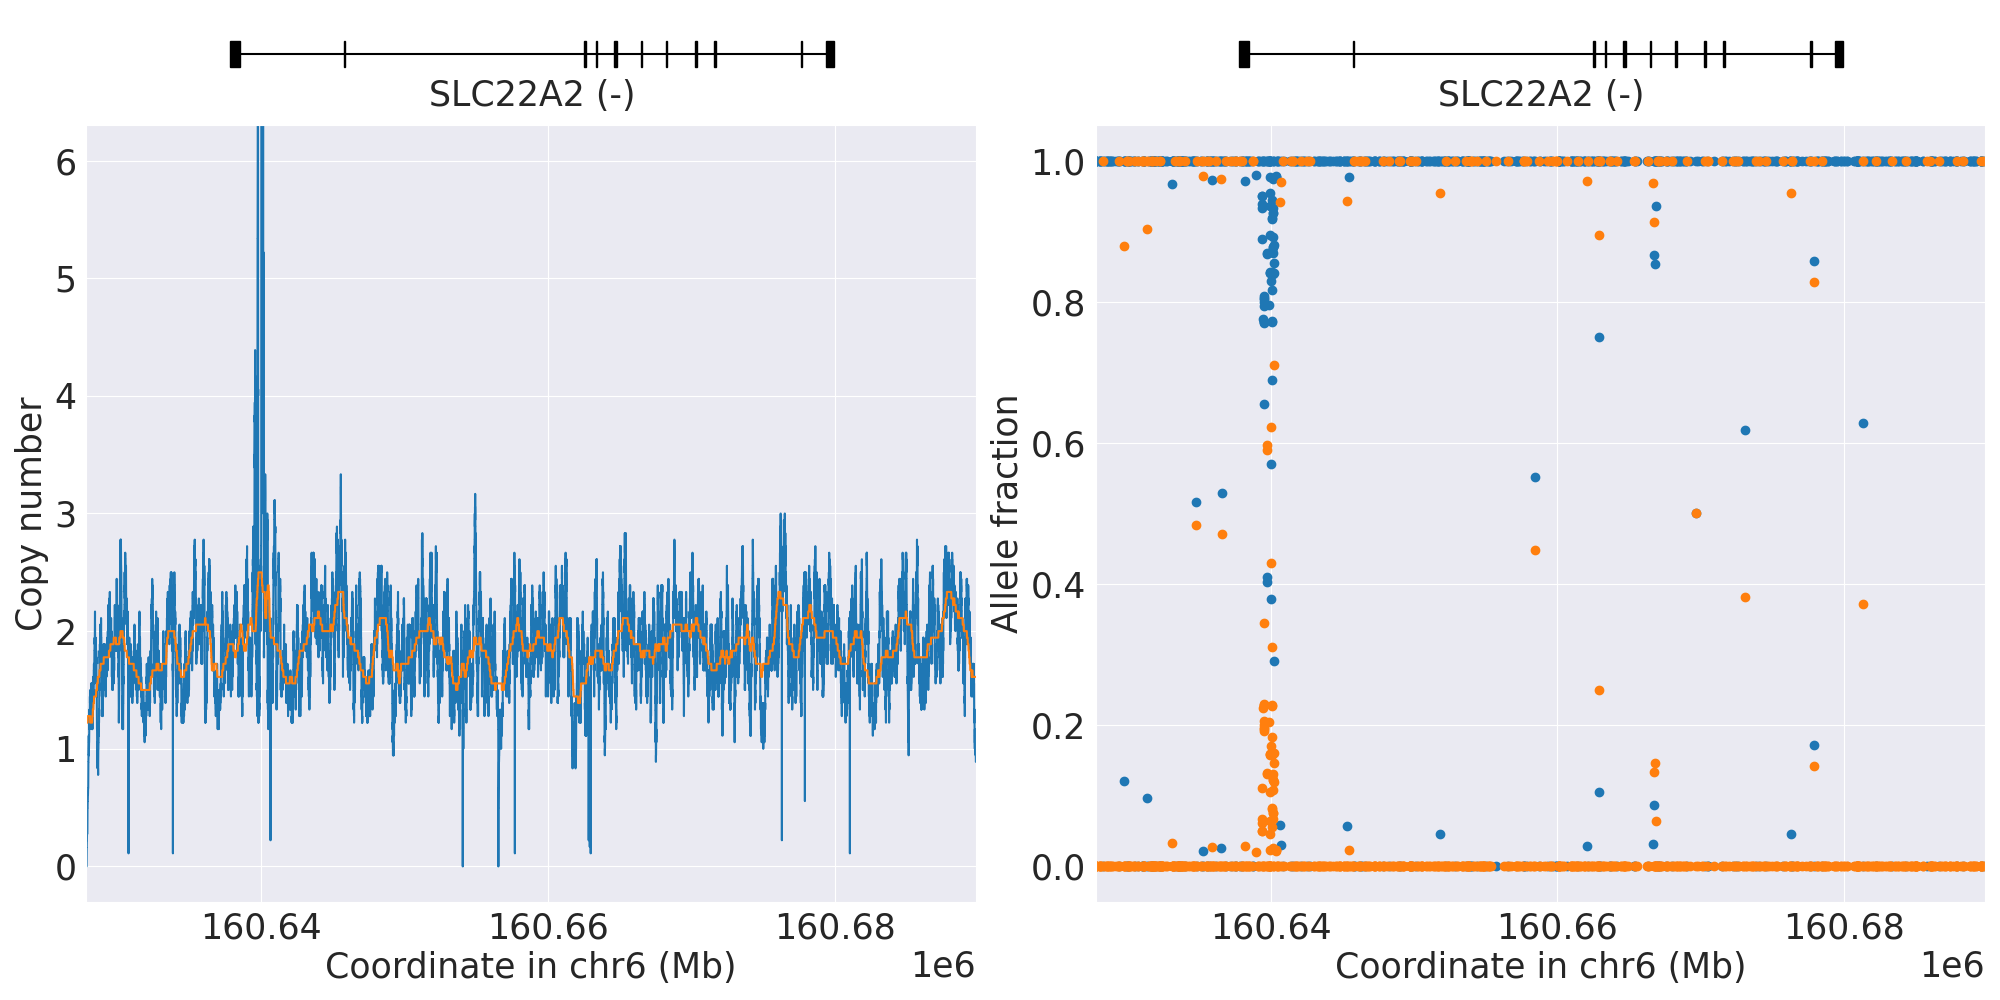 SLC22A2 (-)
6
5
4
3
2
1
0
Copy number
160.64
160.66
160.68
Coordinate in chr6 (Mb)
1e6
SLC22A2 (-)
1.0
0.8
0.6
0.4
0.2
0.0
Allele fraction
160.64
160.66
160.68
Coordinate in chr6 (Mb)
1e6